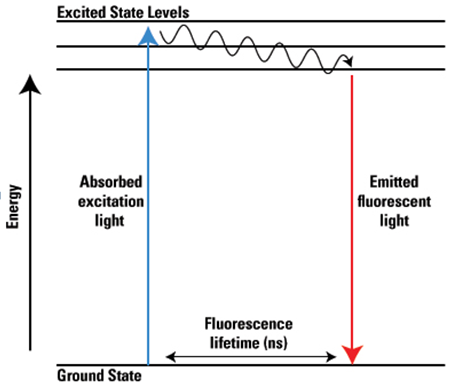 Excited State Levels
Energy
Absorbed
excitation
light
Emitted
fluorescent
light
Fluorescence
lifetime (ns)
Ground State